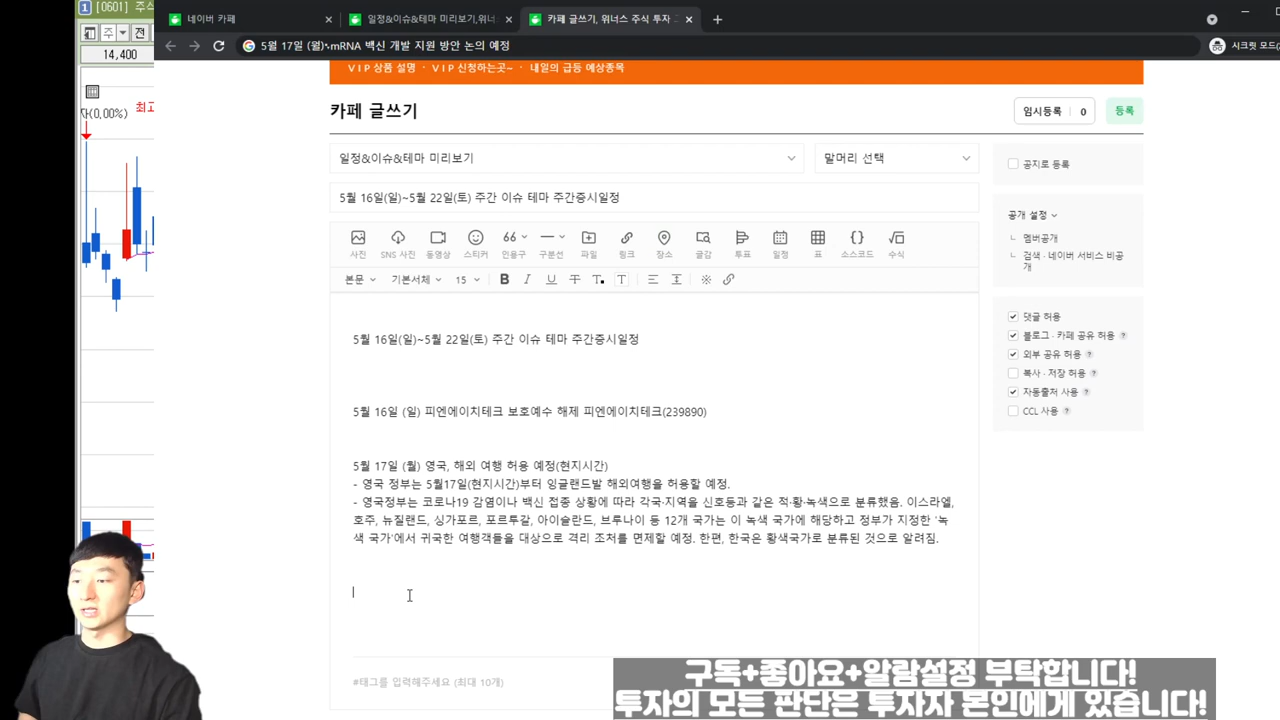 [0601] 주식
네이버 카페
일정&이슈&테마 미리보기,위너스
카페 글쓰기, 위너스 주식 투자 그
5월 17일 (월)·mRNA 백신 개발 지원 방안 논의 예정
시크릿 모드
주
전
14,400
(0.00%)
최고
VIP 상품 설명 · VIP 신청하는곳~ · 내일의 급등 예상종목
카페 글쓰기
임시등록 0
등록
일정&이슈&테마 미리보기
말머리 선택
공지로 등록
5월 16일(일)~5월 22일(토) 주간 이슈 테마 주간증시일정
공개 설정
멤버공개
검색 · 네이버 서비스 비공개
사진 SNS 사진 동영상 스티커 인용구 구분선 파일 링크 장소 글감 투표 일정 표 소스코드 수식
본문 기본서체 15 B I U T T T
댓글 허용
블로그 · 카페 공유 허용
외부 공유 허용
복사 · 저장 허용
자동출처 사용
CCL 사용
5월 16일(일)~5월 22일(토) 주간 이슈 테마 주간증시일정
5월 16일 (일) 피엔에이치테크 보호예수 해제 피엔에이치테크(239890)
5월 17일 (월) 영국, 해외 여행 허용 예정(현지시간)
- 영국 정부는 5월17일(현지시간)부터 잉글랜드발 해외여행을 허용할 예정.
- 영국정부는 코로나19 감염이나 백신 접종 상황에 따라 각국·지역을 신호등과 같은 적·황·녹색으로 분류했음. 이스라엘,
호주, 뉴질랜드, 싱가포르, 포르투갈, 아이슬란드, 브루나이 등 12개 국가는 이 녹색 국가에 해당하고 정부가 지정한 '녹
색 국가'에서 귀국한 여행객들을 대상으로 격리 조처를 면제할 예정. 한편, 한국은 황색국가로 분류된 것으로 알려짐.
#태그를 입력해주세요 (최대 10개)
구독+좋아요+알람설정 부탁합니다!
투자의 모든 판단은 투자자 본인에게 있습니다!